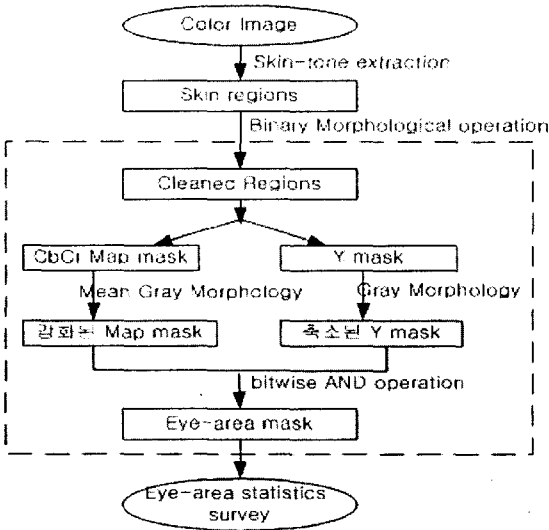 Color Image
Skin-tone extraction
Skin regions
Binary Morphological operation
Cleaned Regions
CbCr Map mask
Y mask
Mean Gray Morphology
Gray Morphology
강화된 Map mask
축소된 Y mask
bitwise AND operation
Eye-area mask
Eye-area statistics
survey